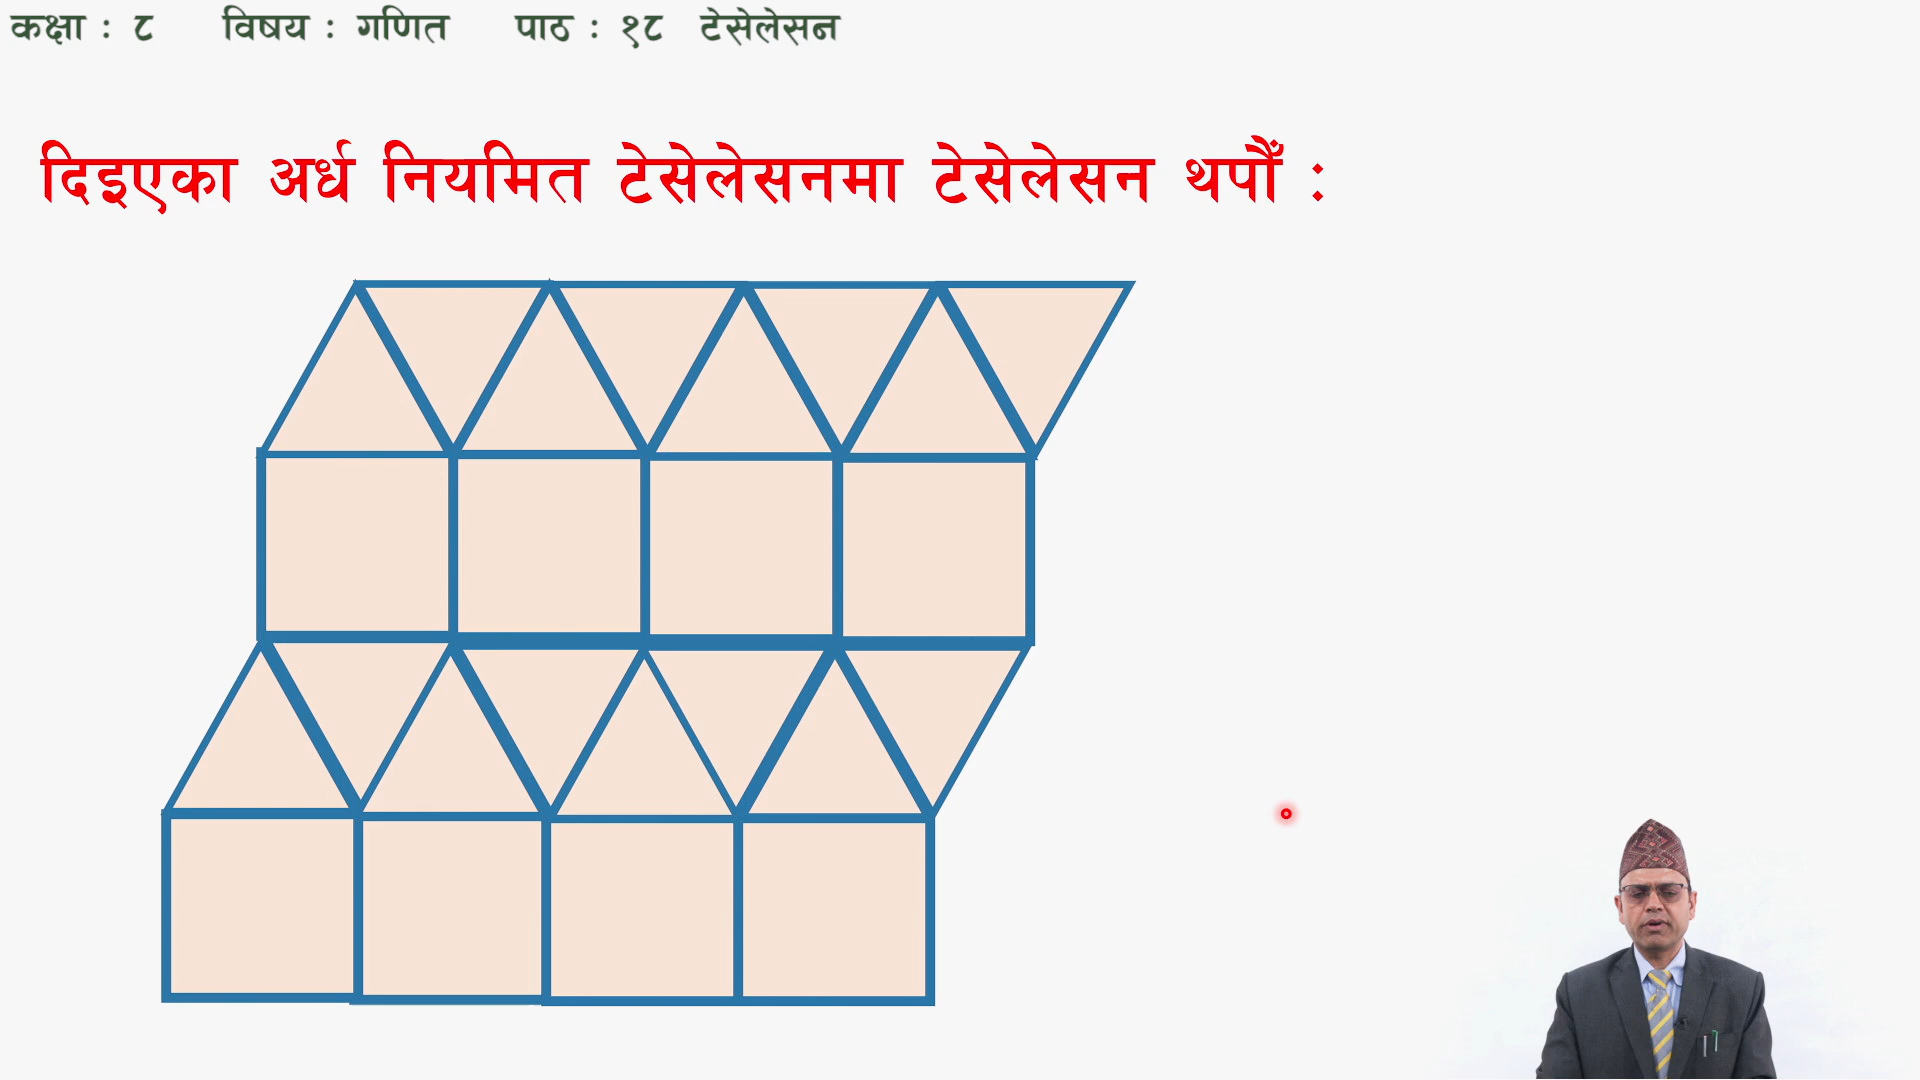 कक्षा : ८ विषय : गणित पाठ : १८ टेसेलेसन
दिइएका अर्ध नियमित टेसेलेसनमा टेसेलेसन थपौँ :